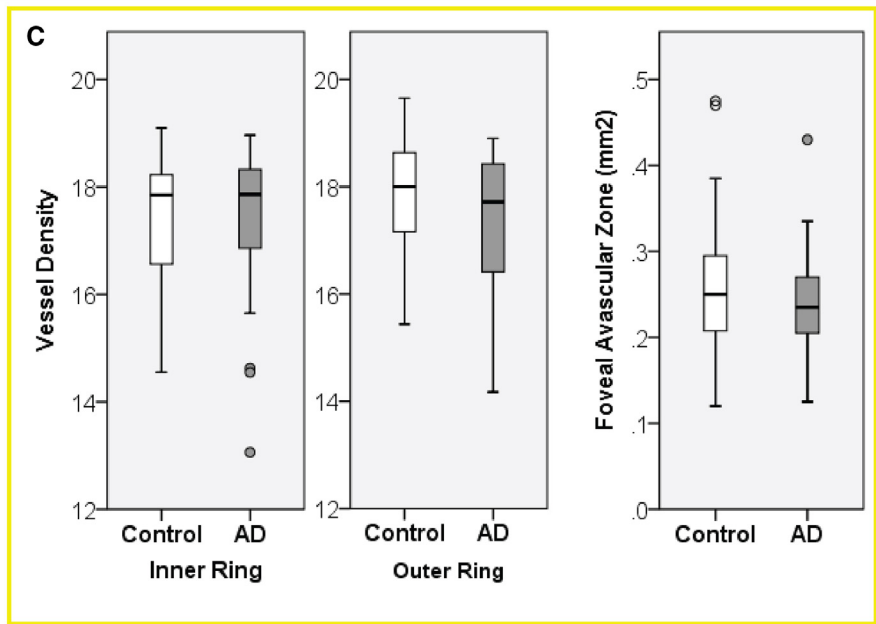 C
Vessel Density
20
18
16
14
12
Control AD
Inner Ring
20
18
16
14
12
Control AD
Outer Ring
Foveal Avascular Zone (mm2)
.5
.4
.3
.2
.1
.0
Control AD